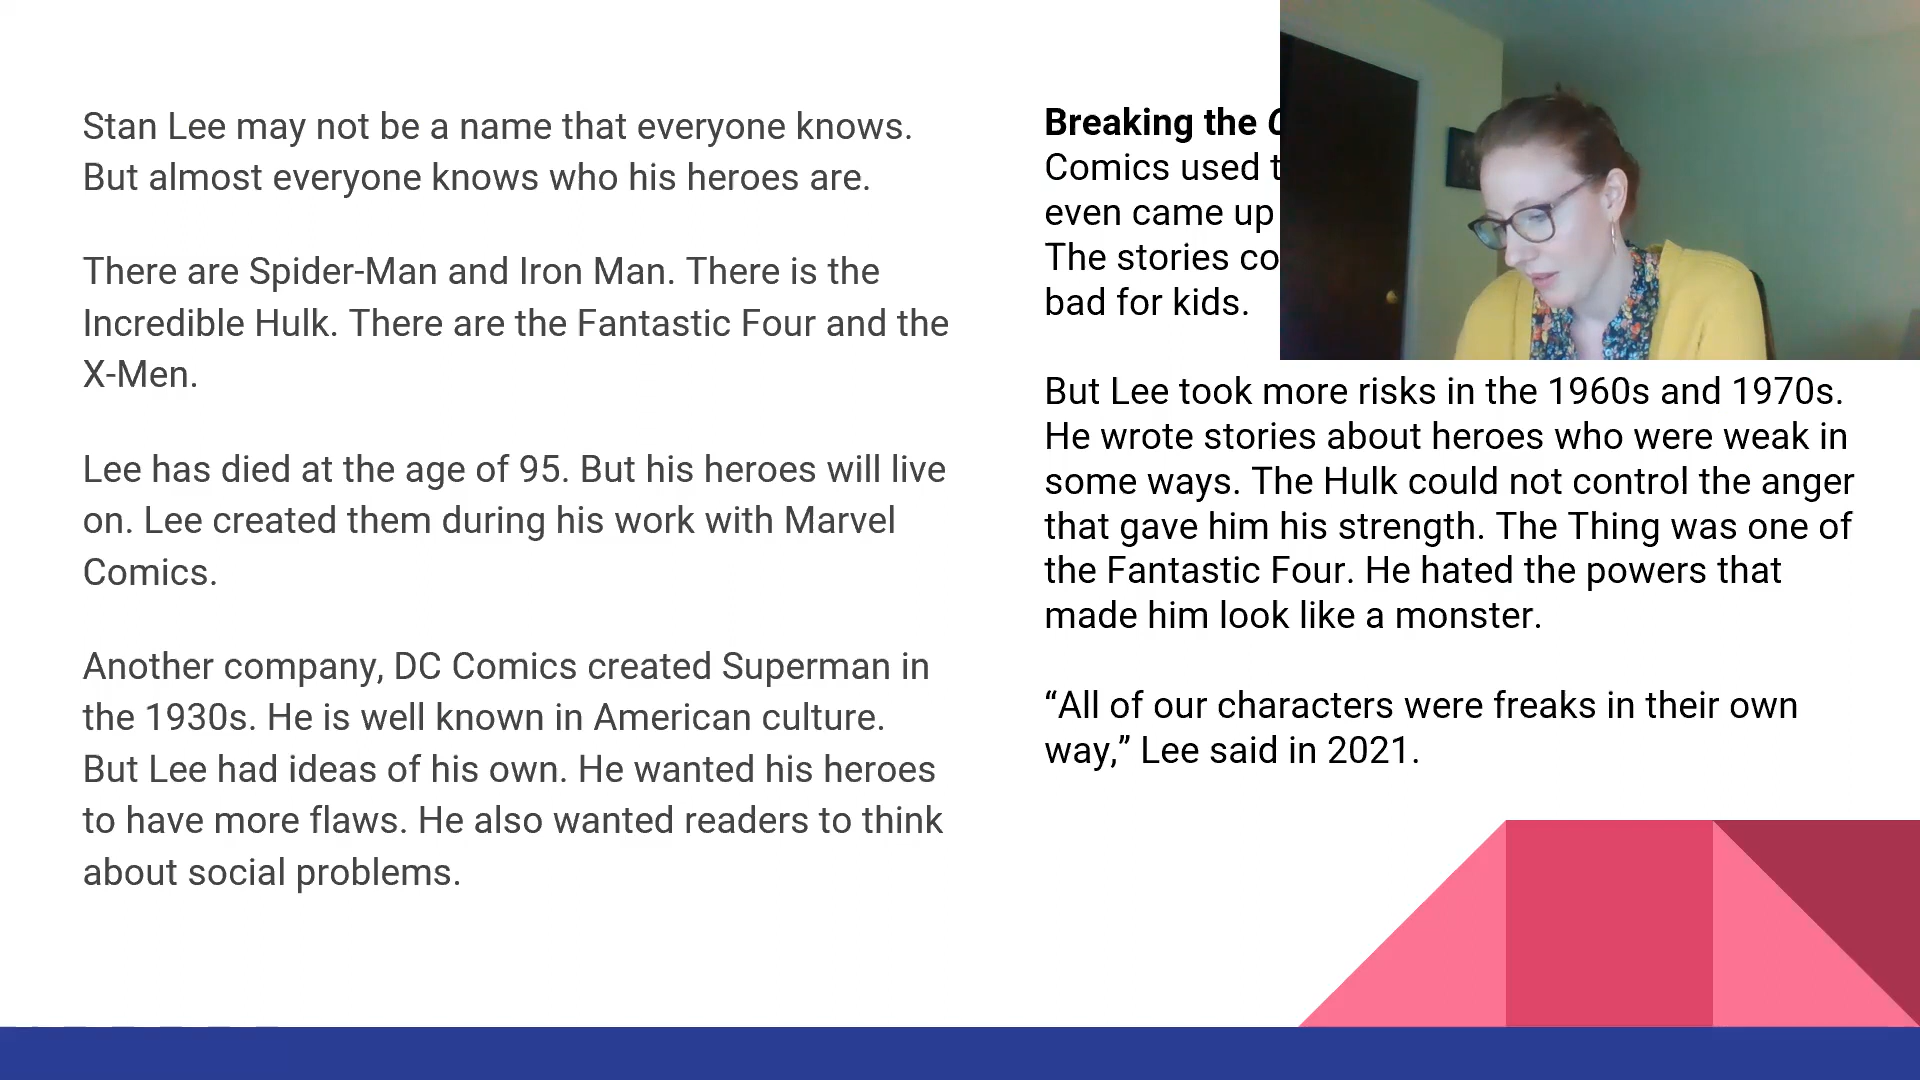 Stan Lee may not be a name that everyone knows.
But almost everyone knows who his heroes are.
There are Spider-Man and Iron Man. There is the
Incredible Hulk. There are the Fantastic Four and the
X-Men.
Lee has died at the age of 95. But his heroes will live
on. Lee created them during his work with Marvel
Comics.
Another company, DC Comics created Superman in
the 1930s. He is well known in American culture.
But Lee had ideas of his own. He wanted his heroes
to have more flaws. He also wanted readers to think
about social problems.
Breaking the
Comics used
even came up
The stories
bad for kids.
But Lee took more risks in the 1960s and 1970s.
He wrote stories about heroes who were weak in
some ways. The Hulk could not control the anger
that gave him his strength. The Thing was one of
the Fantastic Four. He hated the powers that
made him look like a monster.
“All of our characters were freaks in their own
way,” Lee said in 2021.